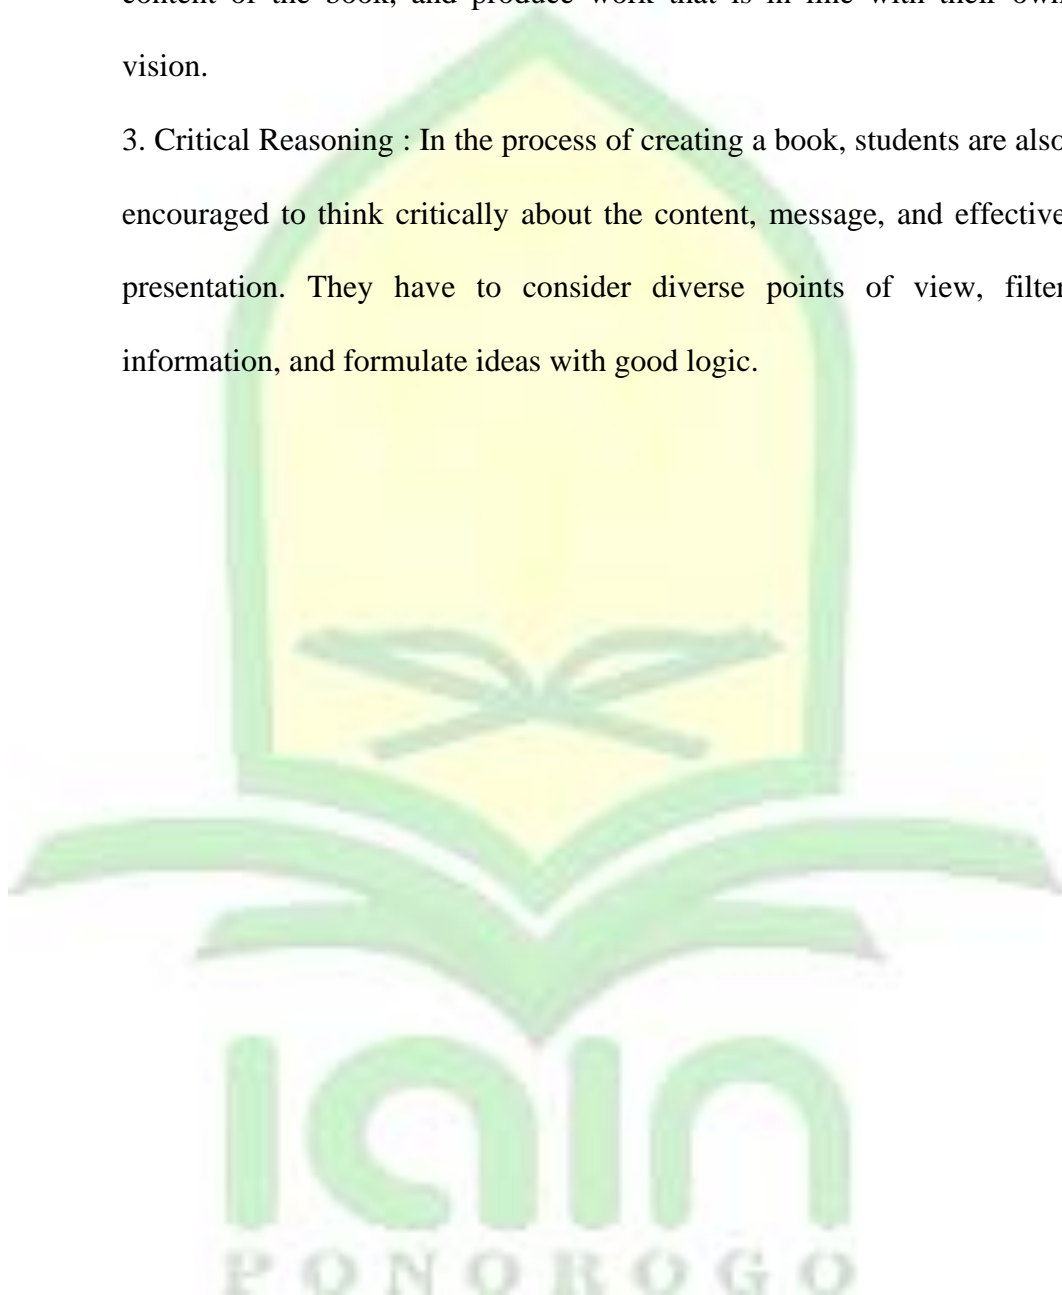 content of the book, and produce work that is in line with their own
vision.
3. Critical Reasoning : In the process of creating a book, students are also
encouraged to think critically about the content, message, and effective
presentation. They have to consider diverse points of view, filter
information, and formulate ideas with good logic.
IAIN
PONOROGO